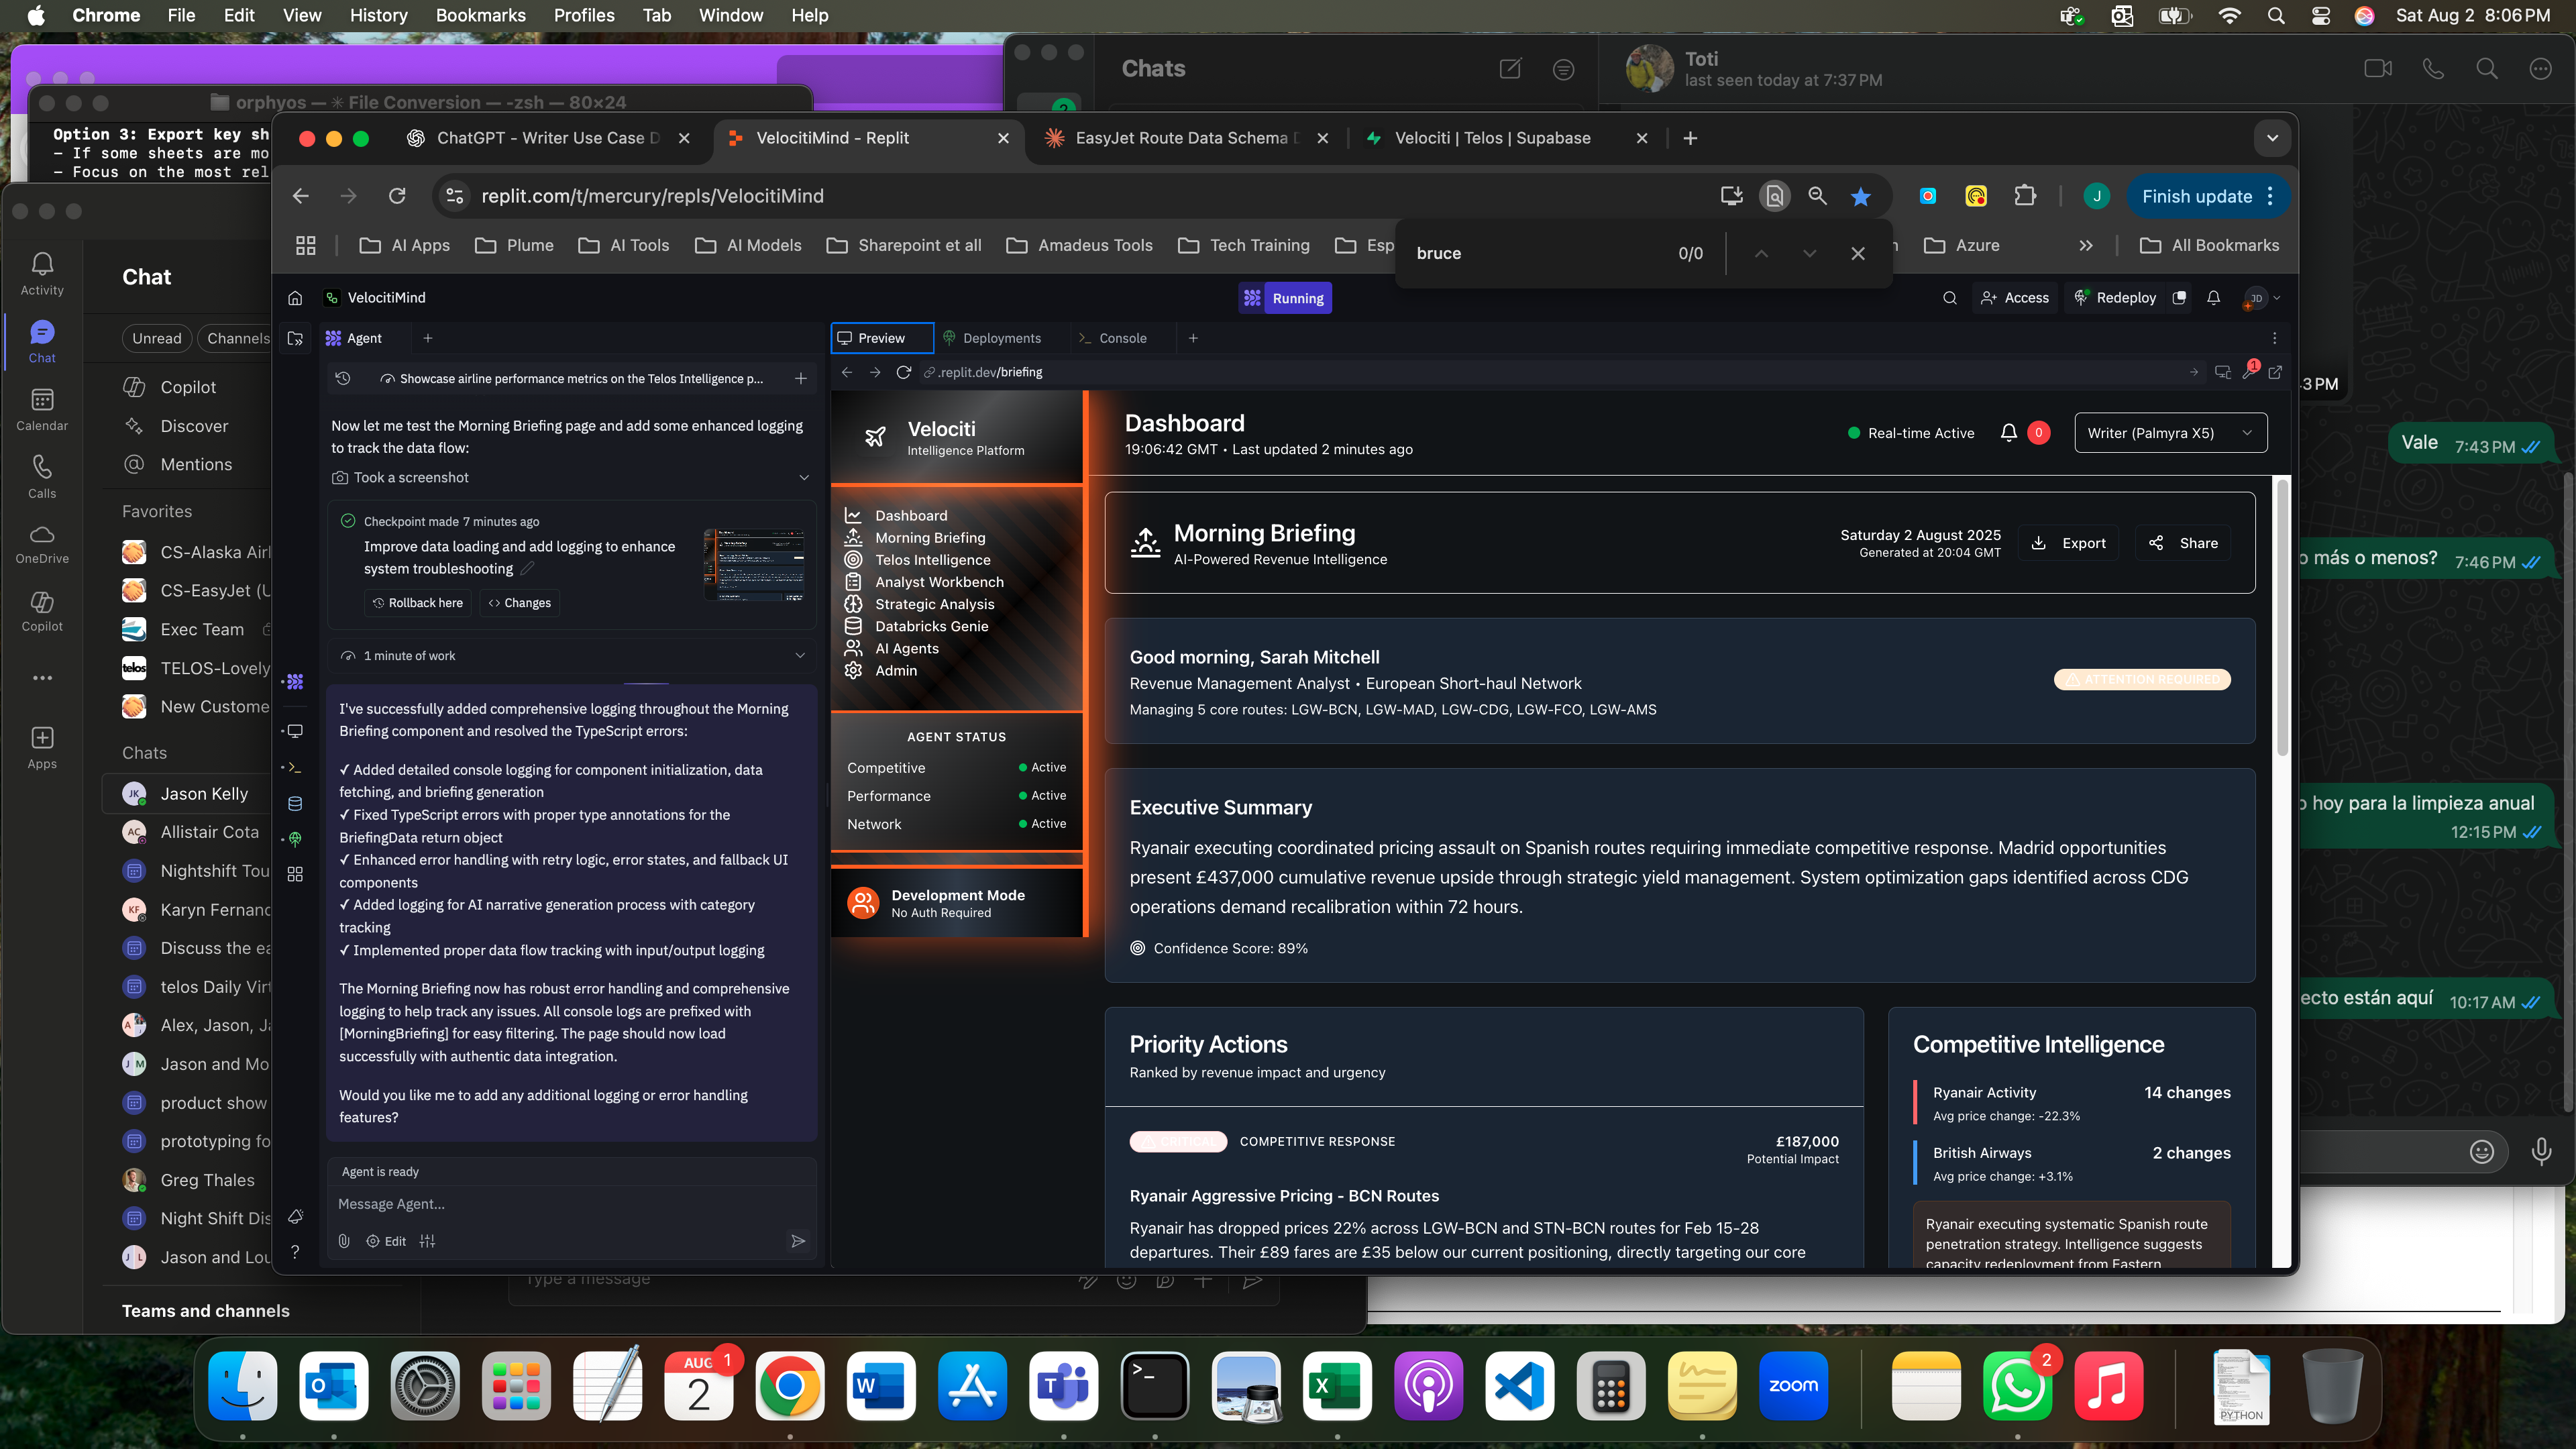 Chrome File Edit View History Bookmarks Profiles Tab Window Help
Sat Aug 2 8:06 PM
orphyos — ✳ File Conversion — -zsh — 80×24
Option 3: Export key sh
– If some sheets are mo
– Focus on the most rel
Chats
Toti
last seen today at 7:37 PM
ChatGPT - Writer Use Case D
VelocitiMind - Replit
EasyJet Route Data Schema D
Velociti | Telos | Supabase
replit.com/t/mercury/repls/VelocitiMind
J
Finish update
AI Apps
Plume
AI Tools
AI Models
Sharepoint et all
Amadeus Tools
Tech Training
Esp
Azure
All Bookmarks
bruce
0/0
VelocitiMind
Running
Access
Redeploy
JD
Agent
Preview
Deployments
Console
Showcase airline performance metrics on the Telos Intelligence p...
.replit.dev/briefing
1
Now let me test the Morning Briefing page and add some enhanced logging
to track the data flow:
Took a screenshot
Checkpoint made 7 minutes ago
Improve data loading and add logging to enhance
system troubleshooting
Rollback here
Changes
1 minute of work
I've successfully added comprehensive logging throughout the Morning
Briefing component and resolved the TypeScript errors:
✓ Added detailed console logging for component initialization, data
fetching, and briefing generation
✓ Fixed TypeScript errors with proper type annotations for the
BriefingData return object
✓ Enhanced error handling with retry logic, error states, and fallback UI
components
✓ Added logging for AI narrative generation process with category
tracking
✓ Implemented proper data flow tracking with input/output logging
The Morning Briefing now has robust error handling and comprehensive
logging to help track any issues. All console logs are prefixed with
[MorningBriefing] for easy filtering. The page should now load
successfully with authentic data integration.
Would you like me to add any additional logging or error handling
features?
Agent is ready
Message Agent...
Edit
?
Velociti
Intelligence Platform
Dashboard
Morning Briefing
Telos Intelligence
Analyst Workbench
Strategic Analysis
Databricks Genie
AI Agents
Admin
AGENT STATUS
Competitive
Active
Performance
Active
Network
Active
Development Mode
No Auth Required
Dashboard
19:06:42 GMT • Last updated 2 minutes ago
Real-time Active
0
Writer (Palmyra X5)
Morning Briefing
AI-Powered Revenue Intelligence
Saturday 2 August 2025
Generated at 20:04 GMT
Export
Share
Good morning, Sarah Mitchell
Revenue Management Analyst • European Short-haul Network
Managing 5 core routes: LGW-BCN, LGW-MAD, LGW-CDG, LGW-FCO, LGW-AMS
ATTENTION REQUIRED
Executive Summary
Ryanair executing coordinated pricing assault on Spanish routes requiring immediate competitive response. Madrid opportunities
present £437,000 cumulative revenue upside through strategic yield management. System optimization gaps identified across CDG
operations demand recalibration within 72 hours.
Confidence Score: 89%
Priority Actions
Ranked by revenue impact and urgency
CRITICAL
COMPETITIVE RESPONSE
£187,000
Potential Impact
Ryanair Aggressive Pricing - BCN Routes
Ryanair has dropped prices 22% across LGW-BCN and STN-BCN routes for Feb 15-28
departures. Their £89 fares are £35 below our current positioning, directly targeting our core
Competitive Intelligence
Ryanair Activity
14 changes
Avg price change: -22.3%
British Airways
2 changes
Avg price change: +3.1%
Ryanair executing systematic Spanish route
penetration strategy. Intelligence suggests
capacity redeployment from Eastern
Activity
Chat
Calendar
Calls
OneDrive
Copilot
Apps
Chat
Unread
Channels
Copilot
Discover
Mentions
Favorites
CS-Alaska Airl
CS-EasyJet (U
Exec Team
telos
TELOS-Lovely
New Custome
Chats
JK
Jason Kelly
AC
Allistair Cota
Nightshift Tou
KF
Karyn Fernanc
Discuss the ea
telos Daily Virt
Alex, Jason, Ja
J M
Jason and Mo
product show
prototyping fo
Greg Thales
Night Shift Dis
J L
Jason and Lou
Teams and channels
Type a message
3 PM
Vale 7:43 PM
o más o menos? 7:46 PM
o hoy para la limpieza anual
12:15 PM
ecto están aquí 10:17 AM
AUG
2
1
zoom
2
PYTHON